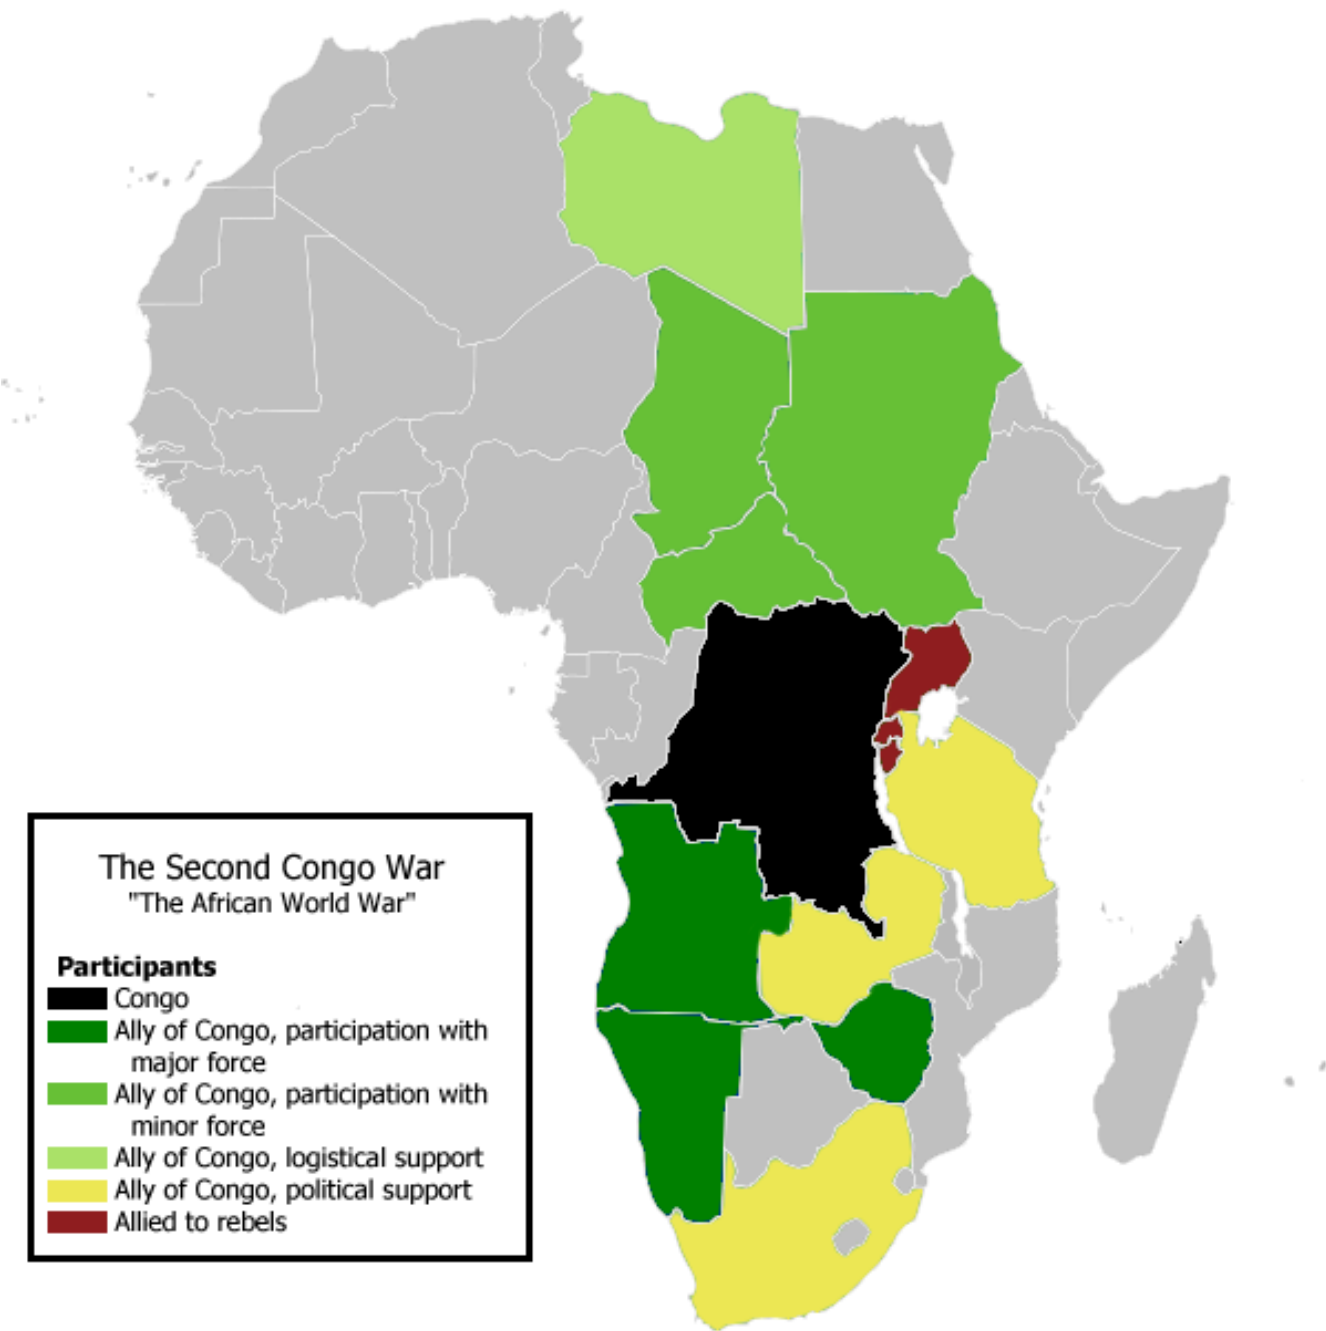 The Second Congo War
"The African World War"
Participants
Congo
Ally of Congo, participation with
major force
Ally of Congo, participation with
minor force
Ally of Congo, logistical support
Ally of Congo, political support
Allied to rebels